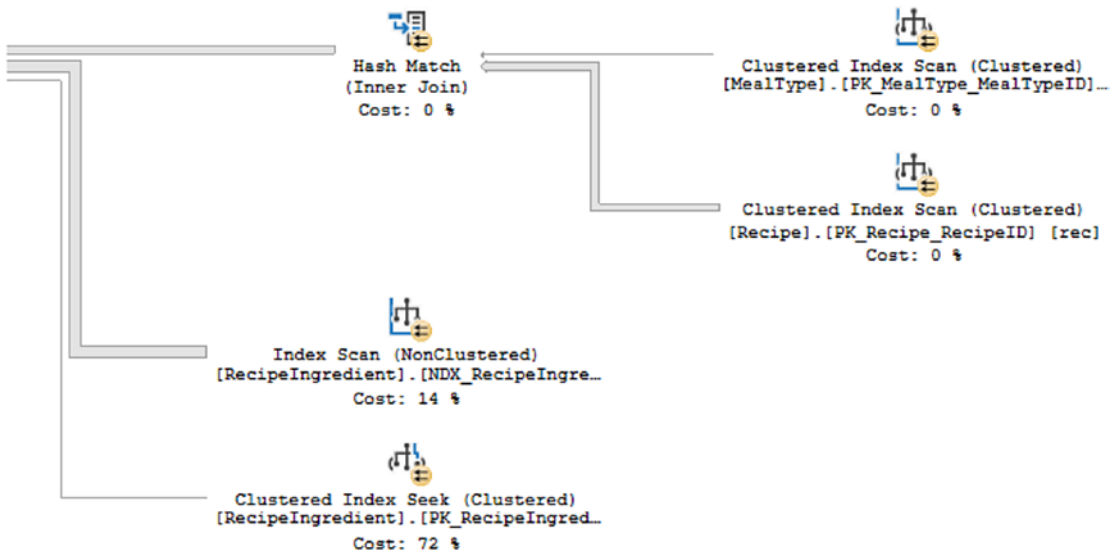 Hash Match
(Inner Join)
Cost: 0 %
Clustered Index Scan (Clustered)
[MealType].[PK_MealType_MealTypeID]…
Cost: 0 %
Clustered Index Scan (Clustered)
[Recipe].[PK_Recipe_RecipeID] [rec]
Cost: 0 %
Index Scan (NonClustered)
[RecipeIngredient].[NDX_RecipeIngre…
Cost: 14 %
Clustered Index Seek (Clustered)
[RecipeIngredient].[PK_RecipeIngred…
Cost: 72 %